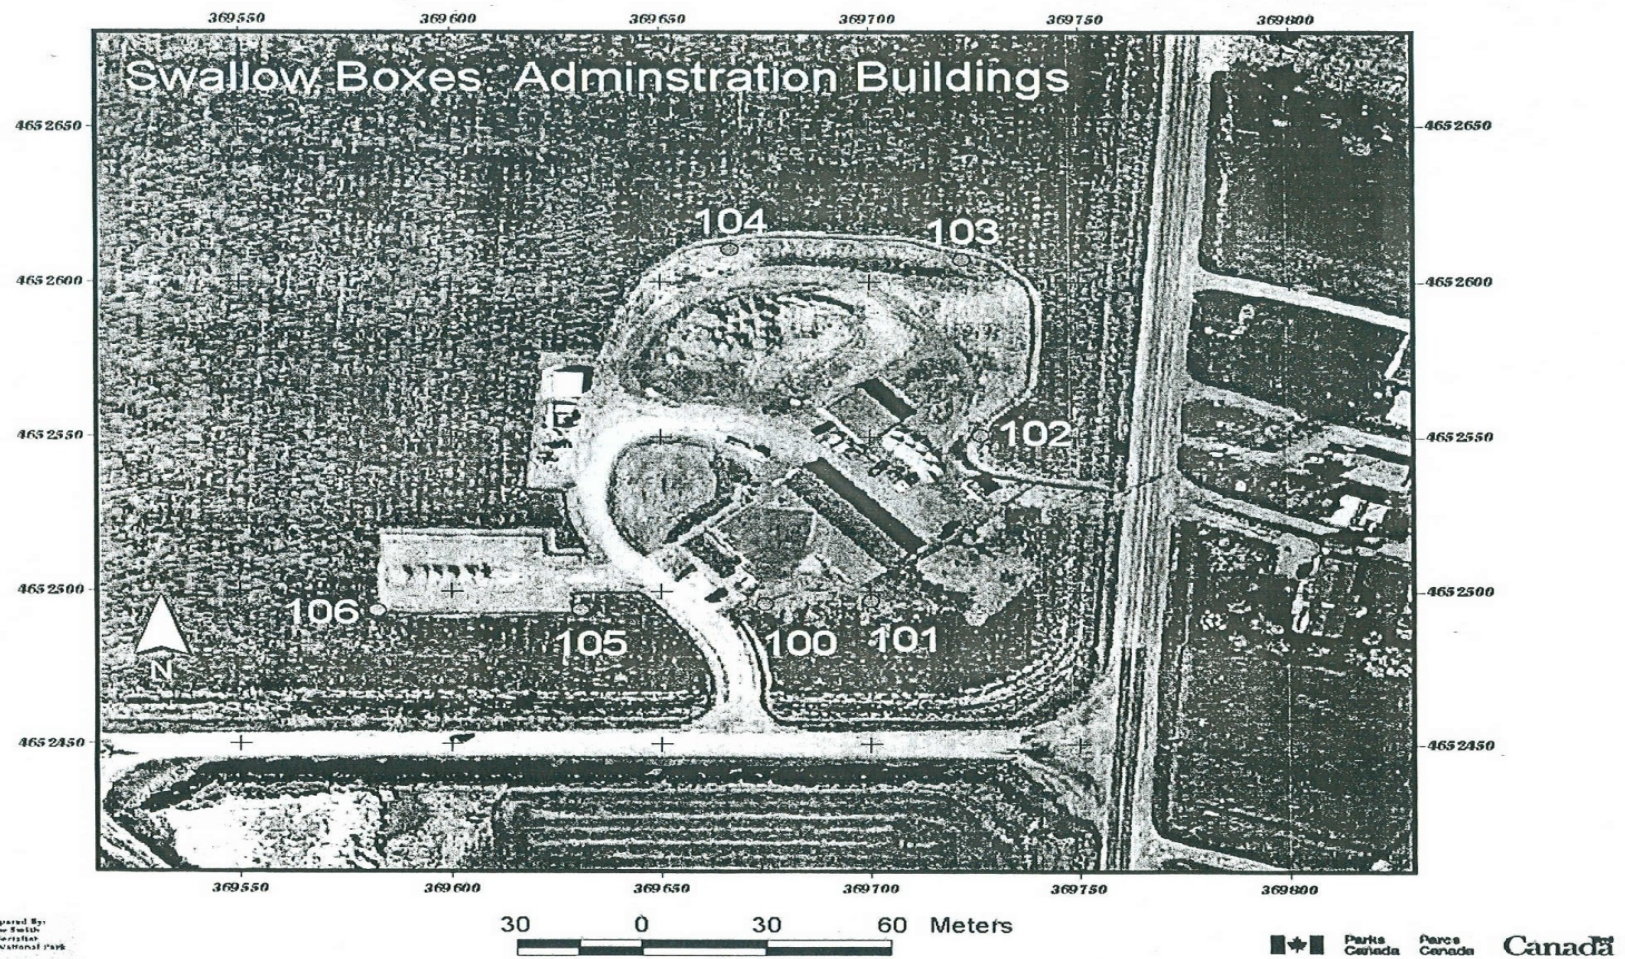 369550 369600 369650 369700 369750 369800
Swallow Boxes: Adminstration Buildings
4652650 4652650
104 103
4652600 4652600
4652550 102 4652550
4652500 4652500
106 105 100 101
N
4652450 4652450
369550 369600 369650 369700 369750 369800
30 0 30 60 Meters
Parks Canada Parcs Canada Canada